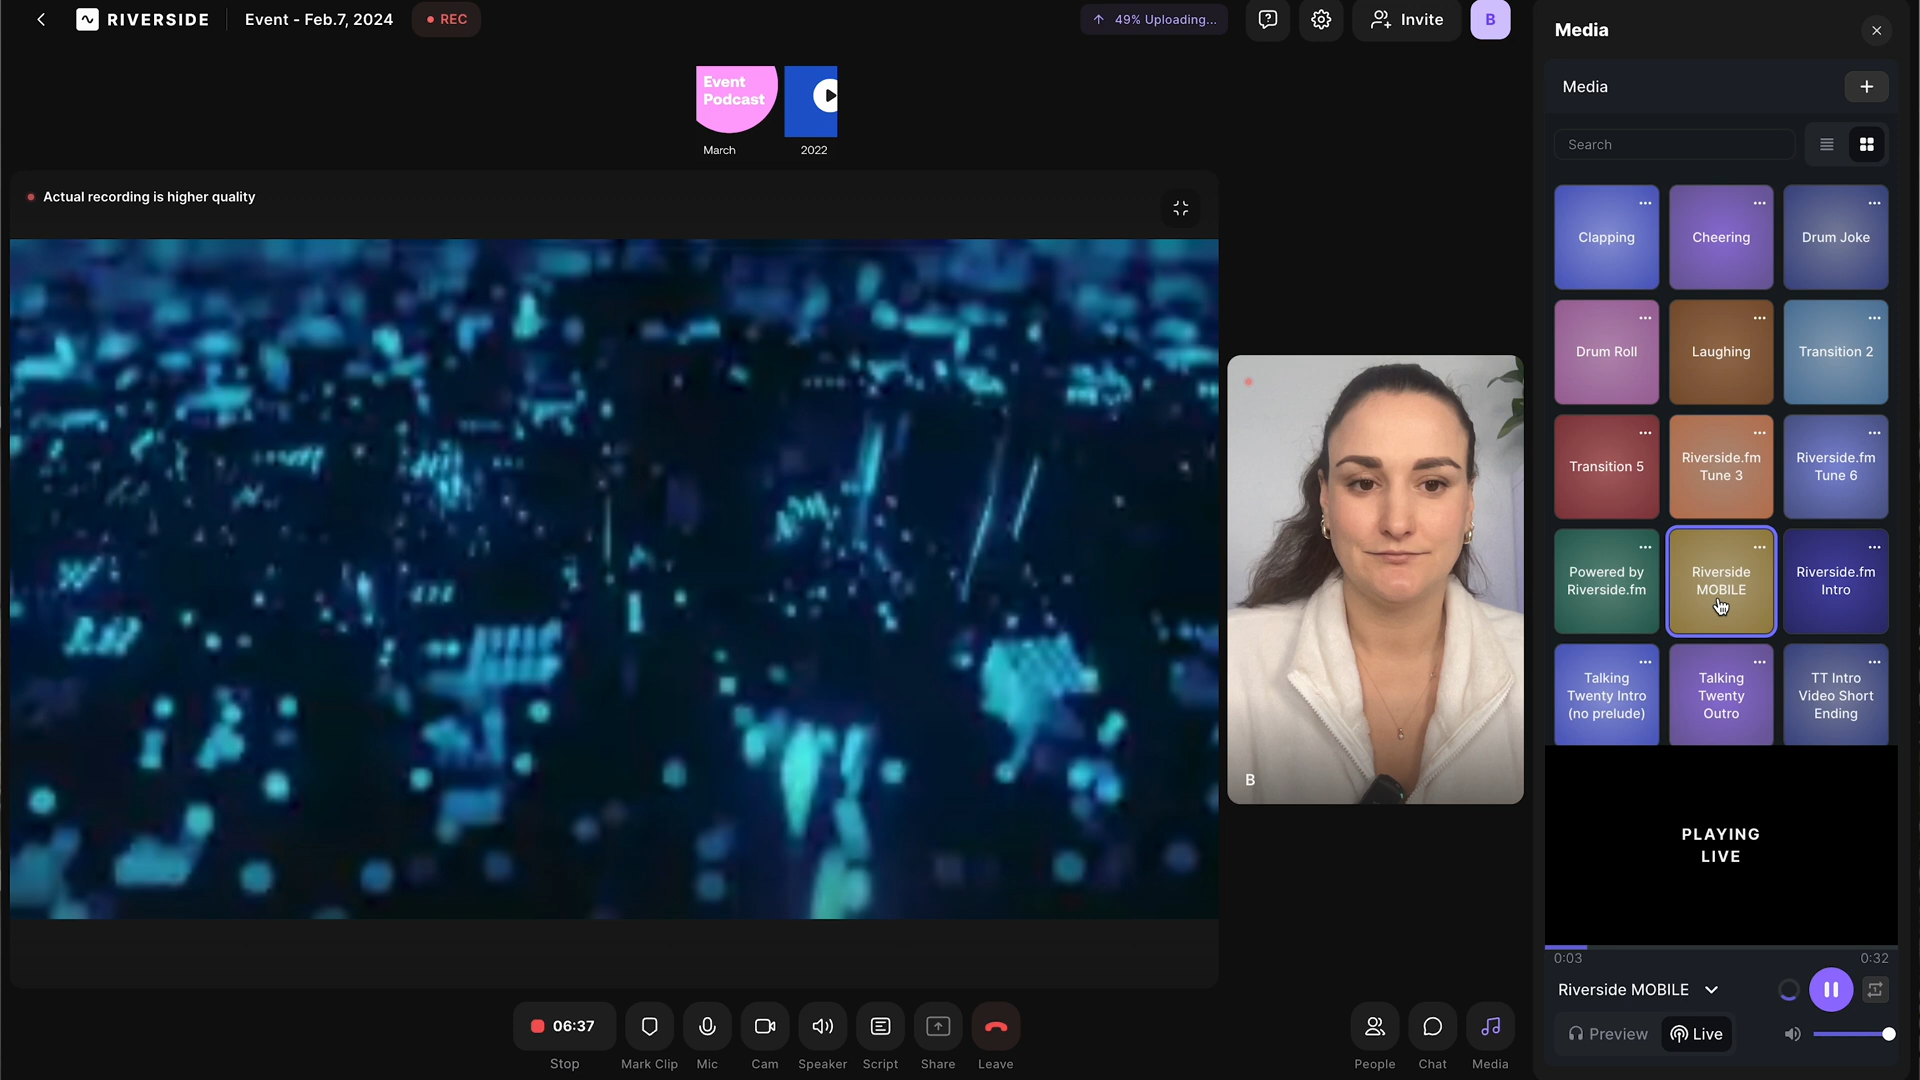 RIVERSIDE
Event - Feb.7, 2024
REC
49% Uploading...
Invite
B
Event
Podcast
March
2022
Actual recording is higher quality
B
Media
Media
Search
Clapping
Cheering
Drum Joke
Drum Roll
Laughing
Transition 2
Transition 5
Riverside.fm
Tune 3
Riverside.fm
Tune 6
Powered by
Riverside.fm
Riverside
MOBILE
Riverside.fm
Intro
Talking
Twenty Intro
(no prelude)
Talking
Twenty
Outro
TT Intro
Video Short
Ending
PLAYING
LIVE
0:03
0:32
Riverside MOBILE
Preview
Live
06:37
Stop
Mark Clip
Mic
Cam
Speaker
Script
Share
Leave
People
Chat
Media